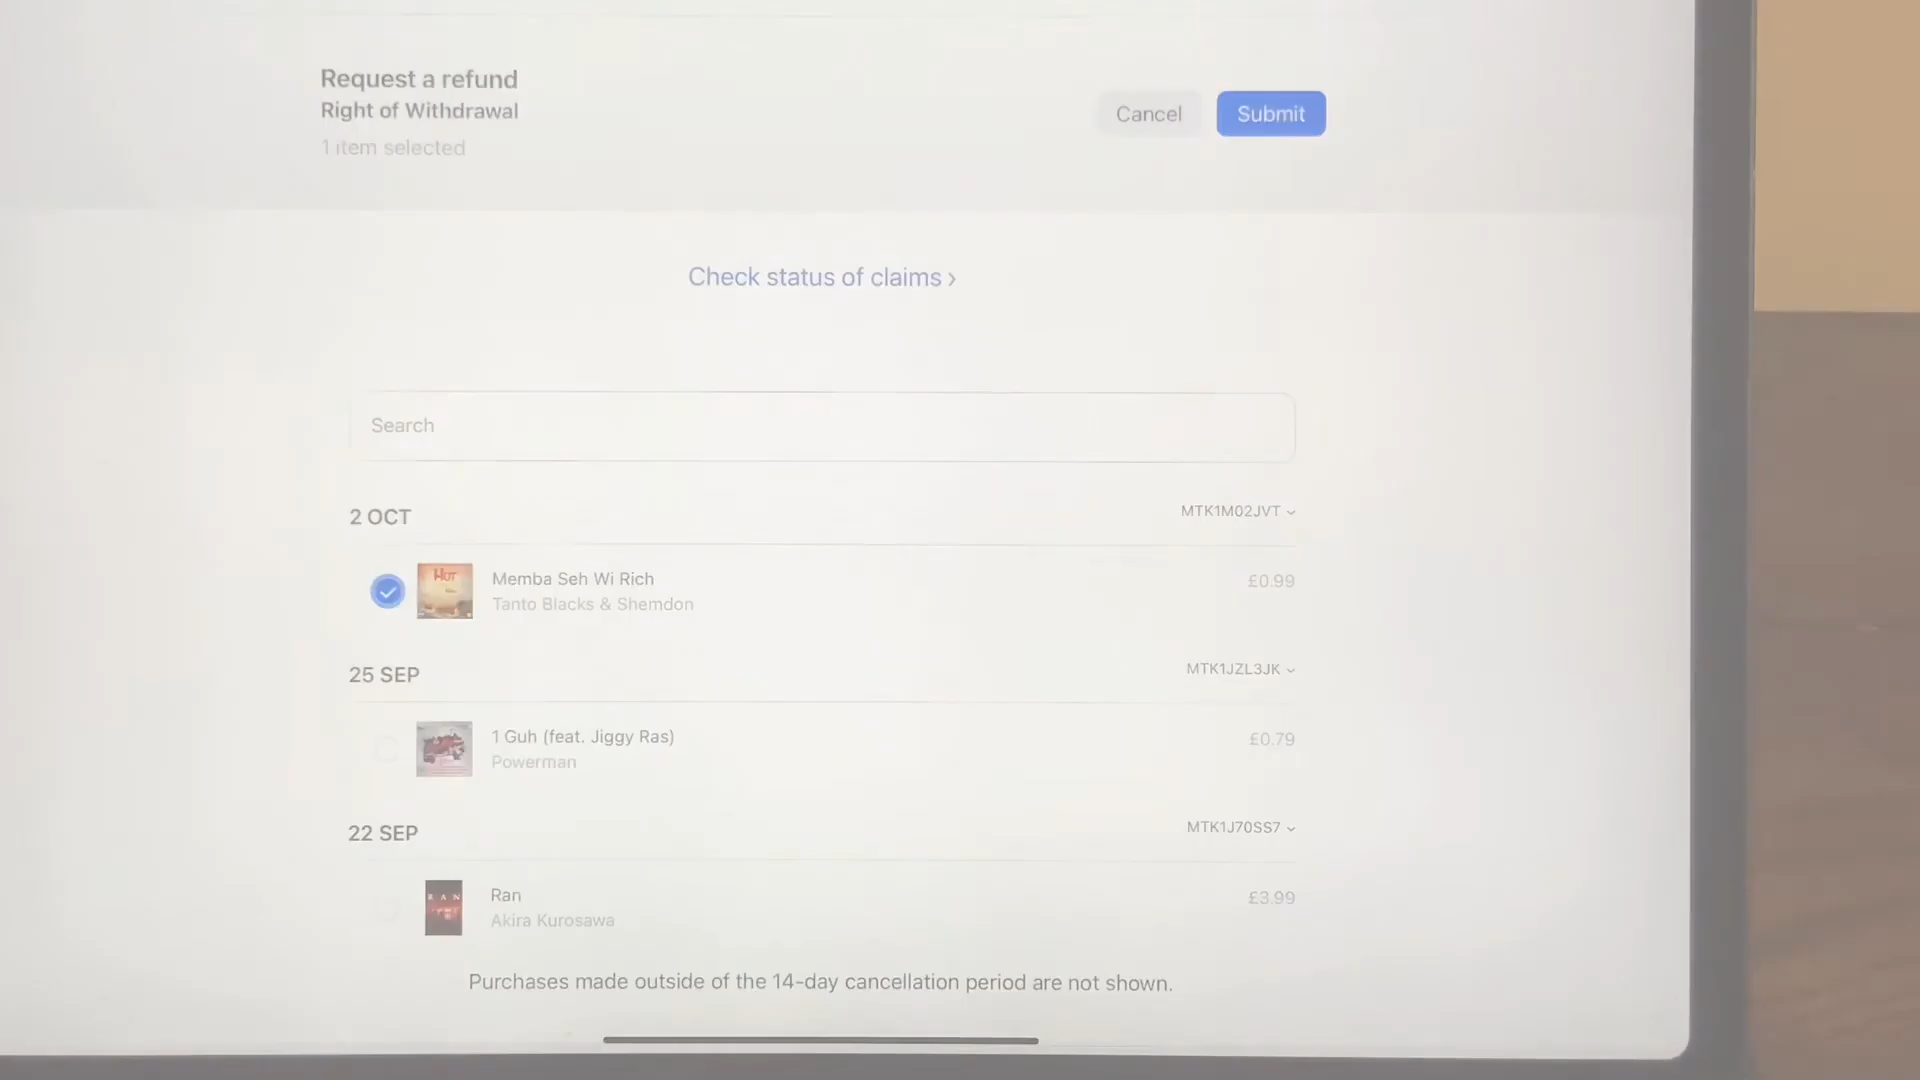 Request a refund
Right of Withdrawal
1 item selected
Cancel
Submit
Check status of claims ›
Search
2 OCT
MTK1M02JVT
HOT
Memba Seh Wi Rich
£0.99
Tanto Blacks & Shemdon
25 SEP
MTK1JZL3JK
1 Guh (feat. Jiggy Ras)
£0.79
Powerman
22 SEP
MTK1J70SS7
RAN
Ran
£3.99
Akira Kurosawa
Purchases made outside of the 14-day cancellation period are not shown.